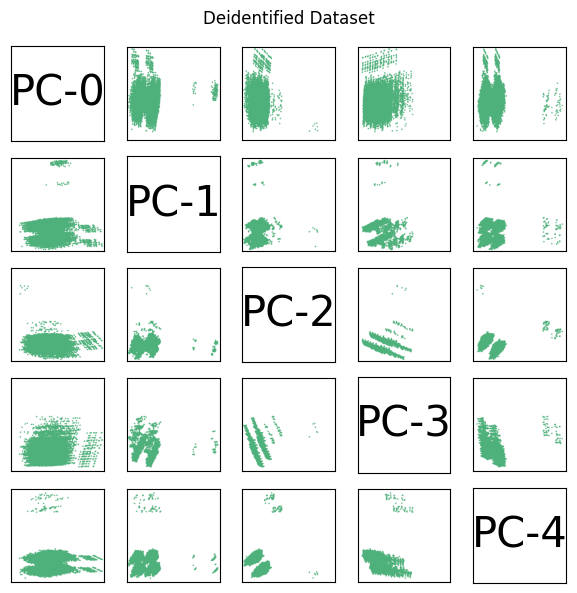 Deidentified Dataset
PC-0
PC-1
PC-2
PC-3
PC-4